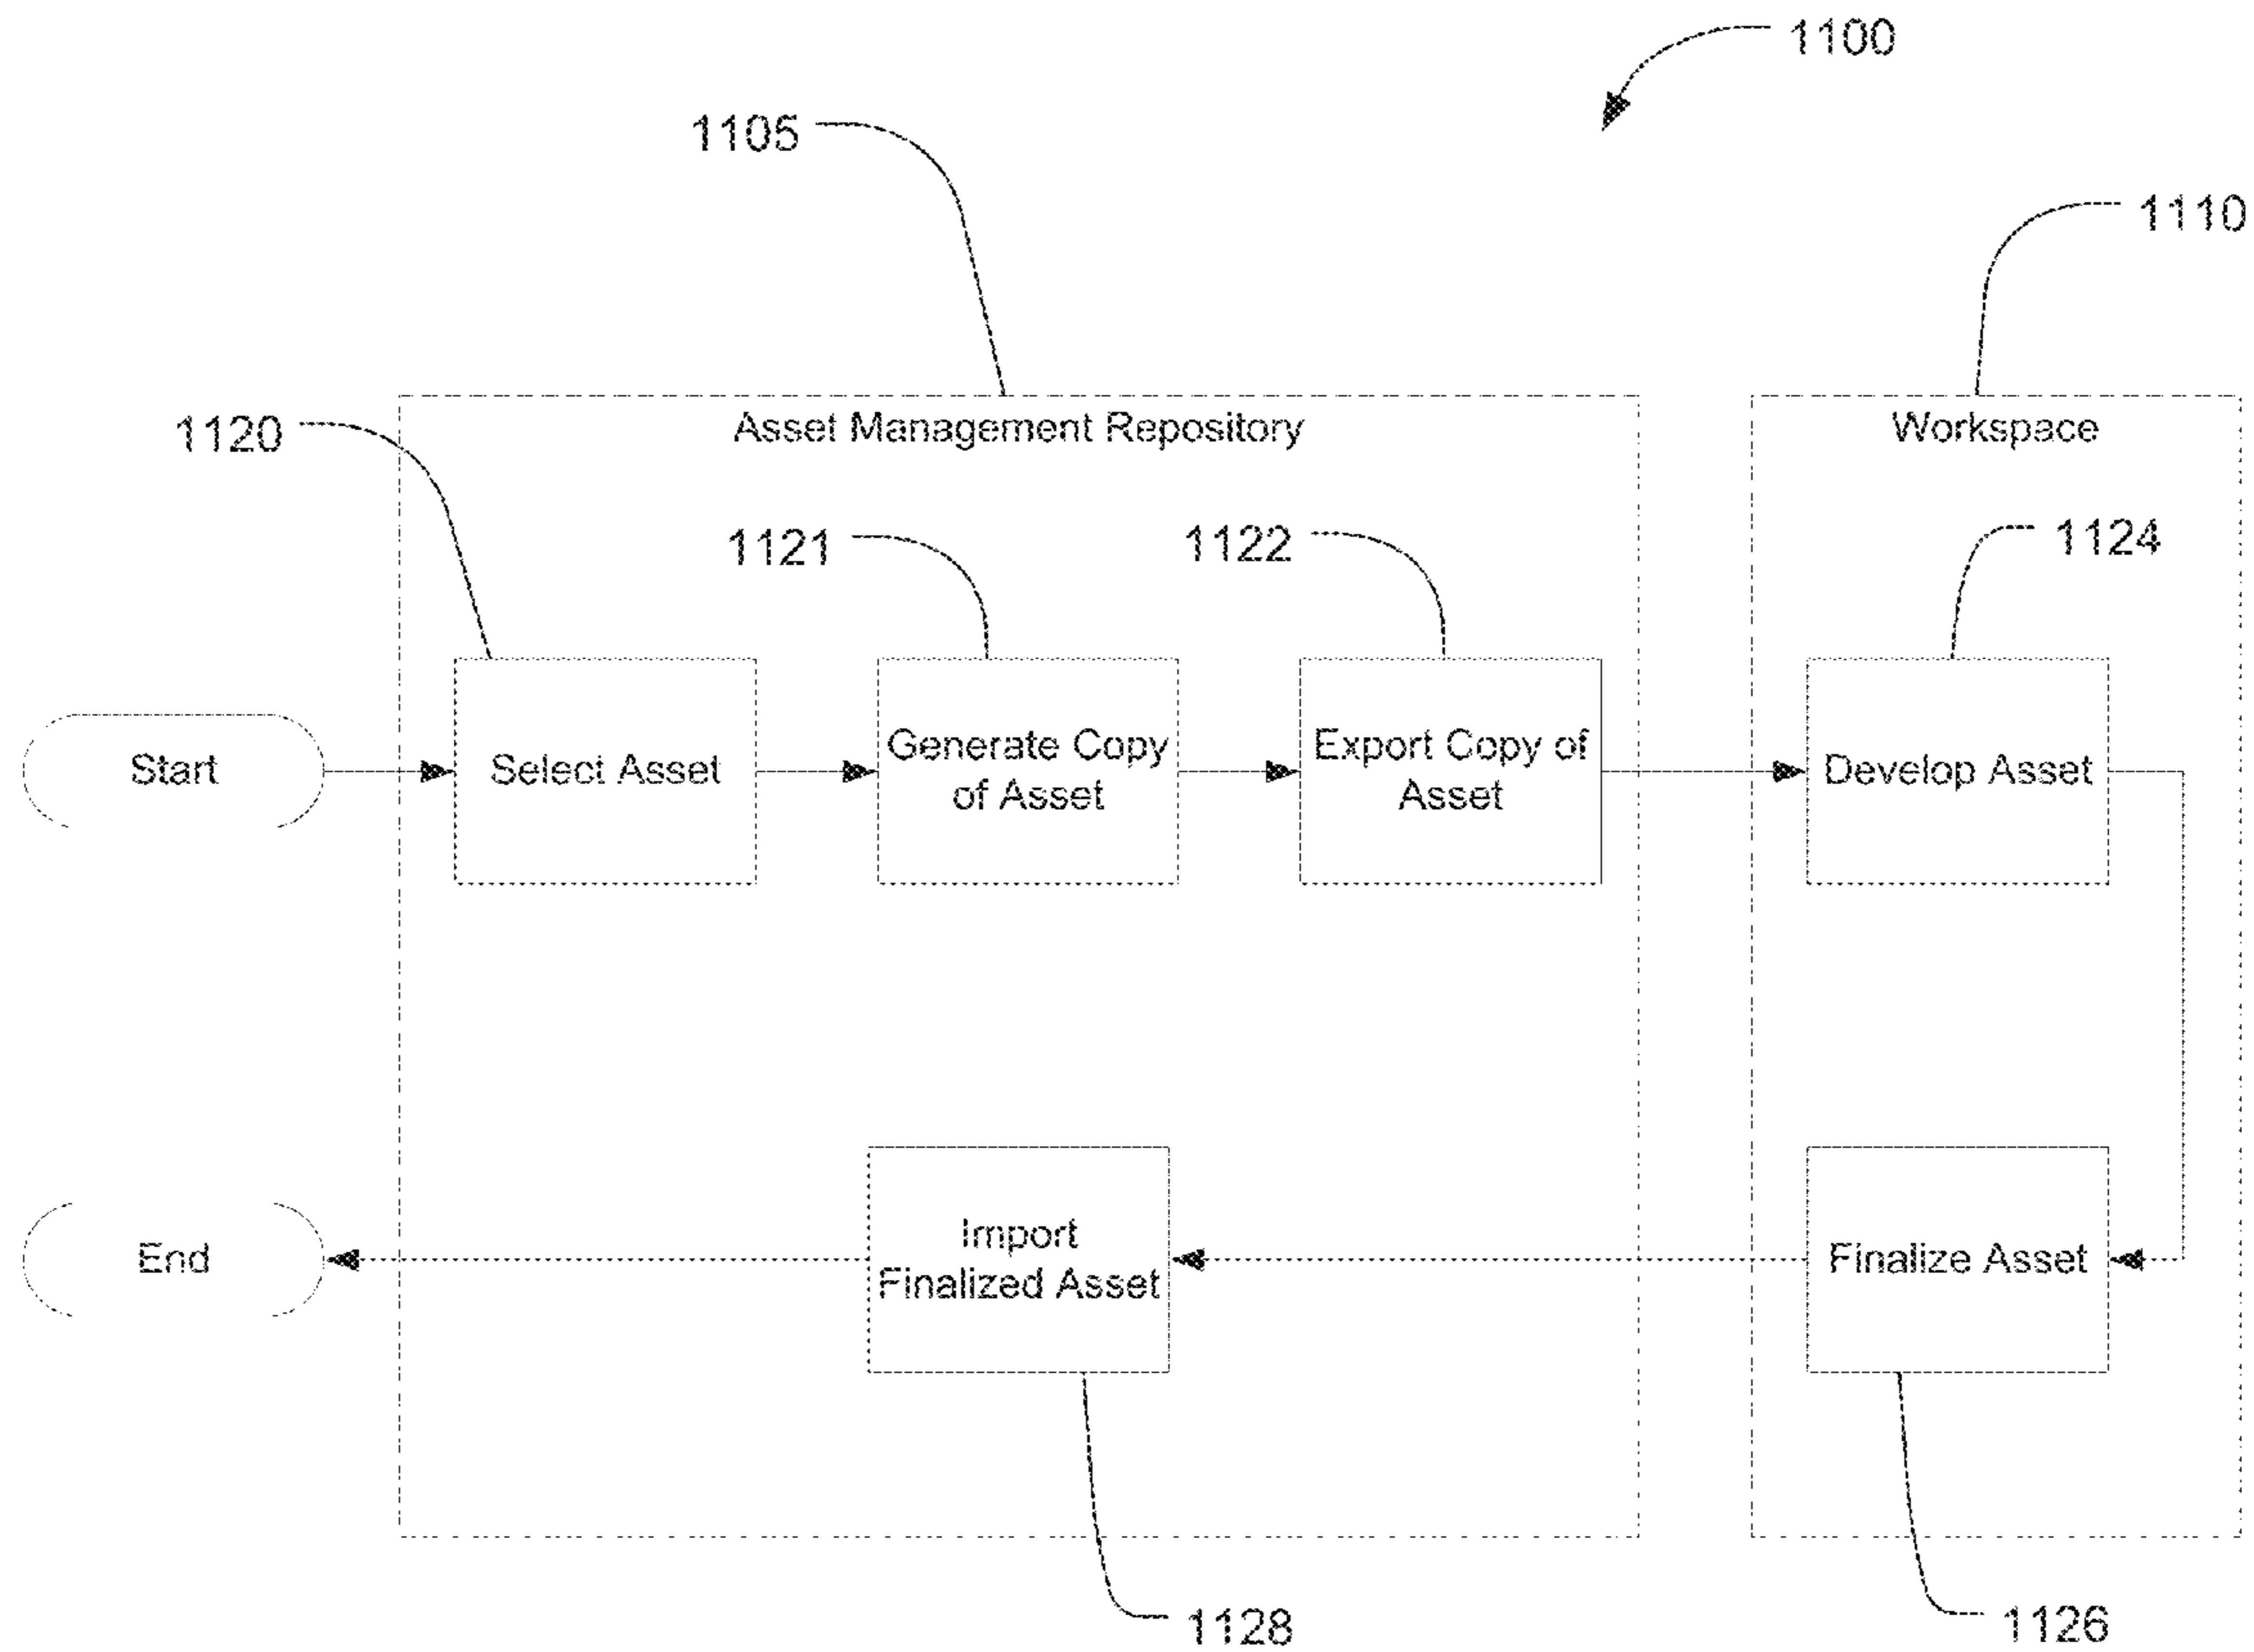 1100
1105
1110
1120
Asset Management Repository
Workspace
1121
1122
1124
Start
Select Asset
Generate Copy
of Asset
Export Copy of
Asset
Develop Asset
End
Import
Finalized Asset
Finalize Asset
1128
1126